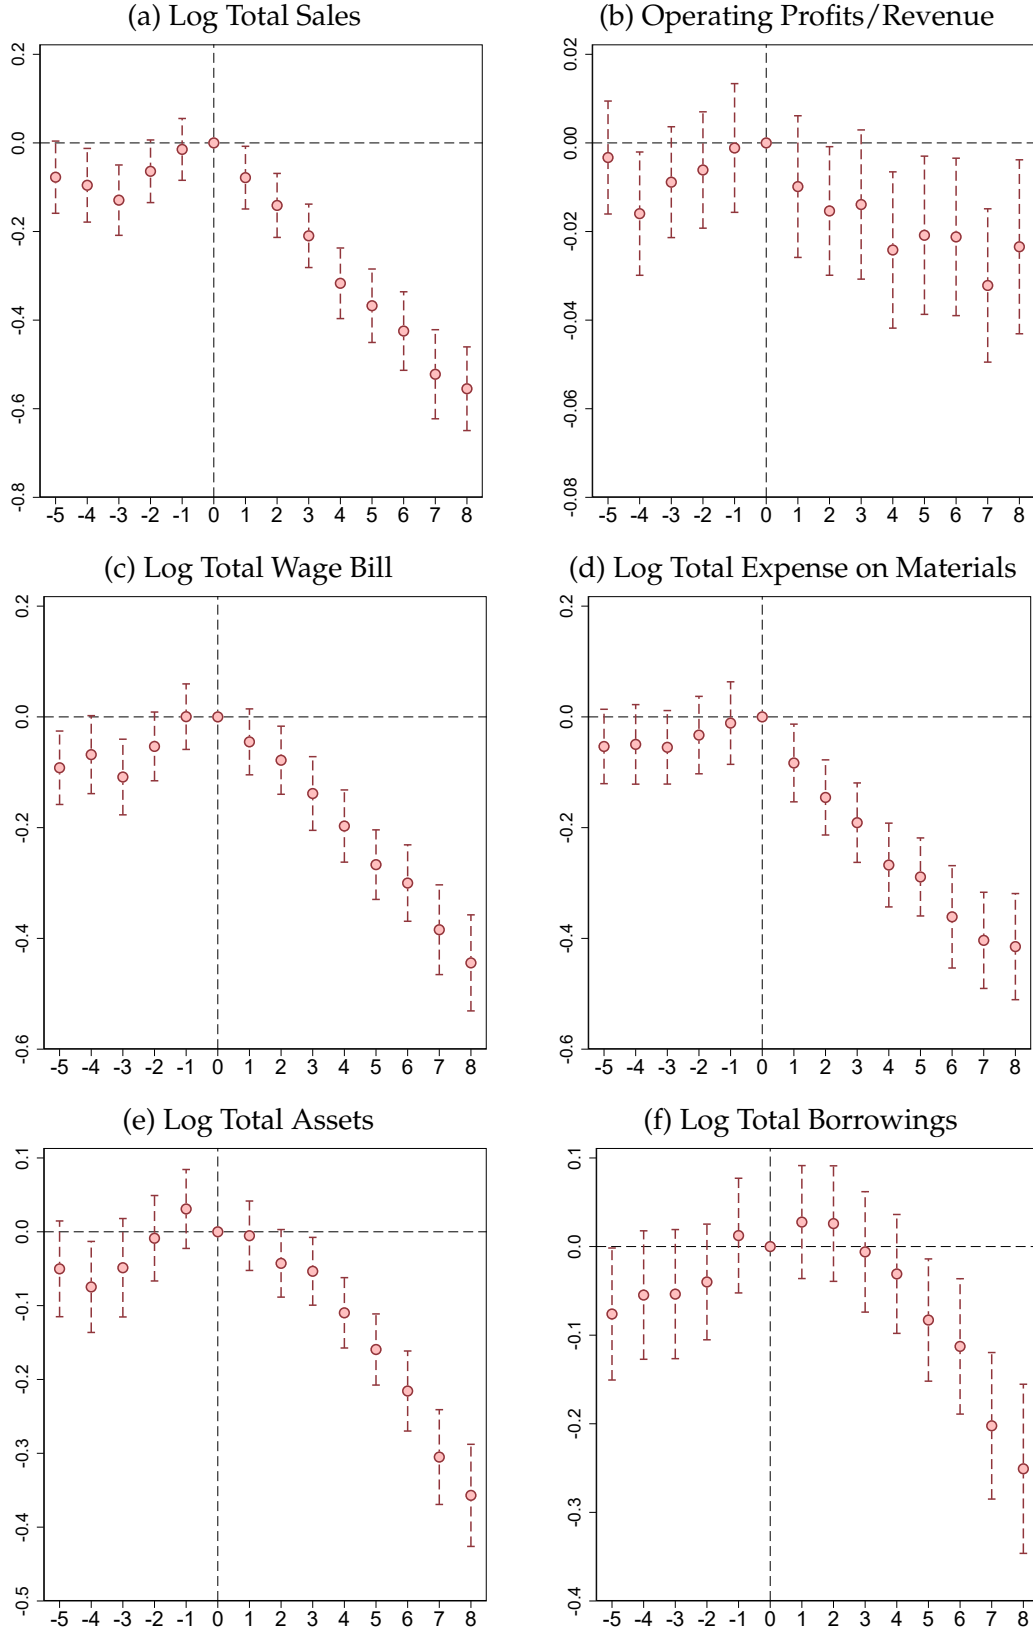 (a) Log Total Sales
0.2
0.0
-0.2
-0.4
-0.6
-0.8
-5 -4 -3 -2 -1 0 1 2 3 4 5 6 7 8
(b) Operating Profits/Revenue
0.02
0.00
-0.02
-0.04
-0.06
-0.08
-5 -4 -3 -2 -1 0 1 2 3 4 5 6 7 8
(c) Log Total Wage Bill
0.2
0.0
-0.2
-0.4
-0.6
-5 -4 -3 -2 -1 0 1 2 3 4 5 6 7 8
(d) Log Total Expense on Materials
0.2
0.0
-0.2
-0.4
-0.6
-5 -4 -3 -2 -1 0 1 2 3 4 5 6 7 8
(e) Log Total Assets
0.1
0.0
-0.1
-0.2
-0.3
-0.4
-0.5
-5 -4 -3 -2 -1 0 1 2 3 4 5 6 7 8
(f) Log Total Borrowings
0.1
0.0
-0.1
-0.2
-0.3
-0.4
-5 -4 -3 -2 -1 0 1 2 3 4 5 6 7 8